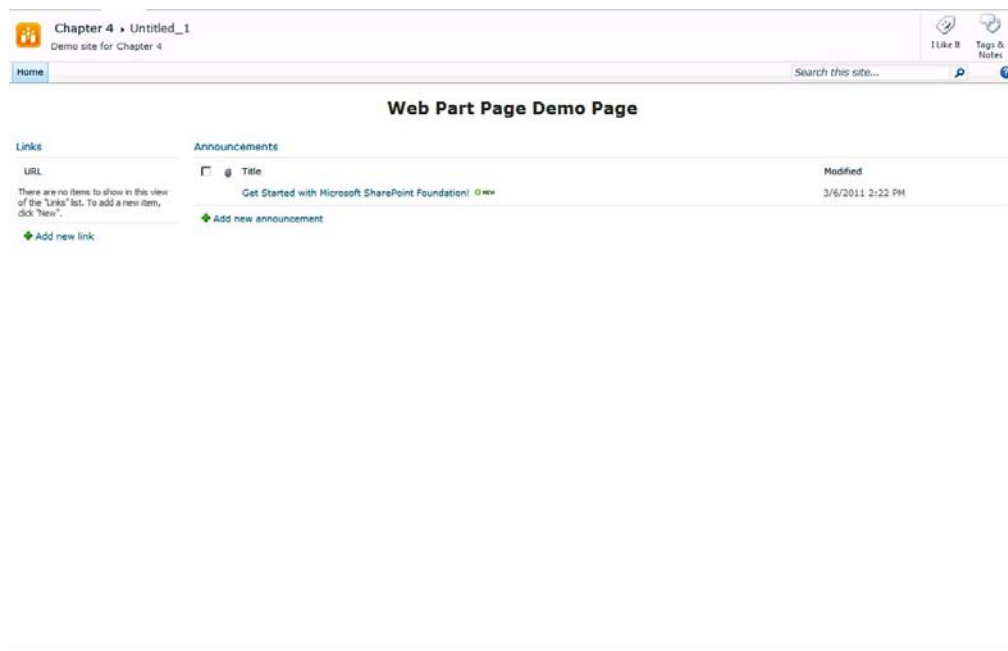 Chapter 4 ▸ Untitled_1
Demo site for Chapter 4
I Like It
Tags &
Notes
Home
Search this site...
Web Part Page Demo Page
Links
URL
There are no items to show in this view
of the "Links" list. To add a new item,
click "New".
Add new link
Announcements
Title
Modified
Get Started with Microsoft SharePoint Foundation! NEW
3/6/2011 2:22 PM
Add new announcement